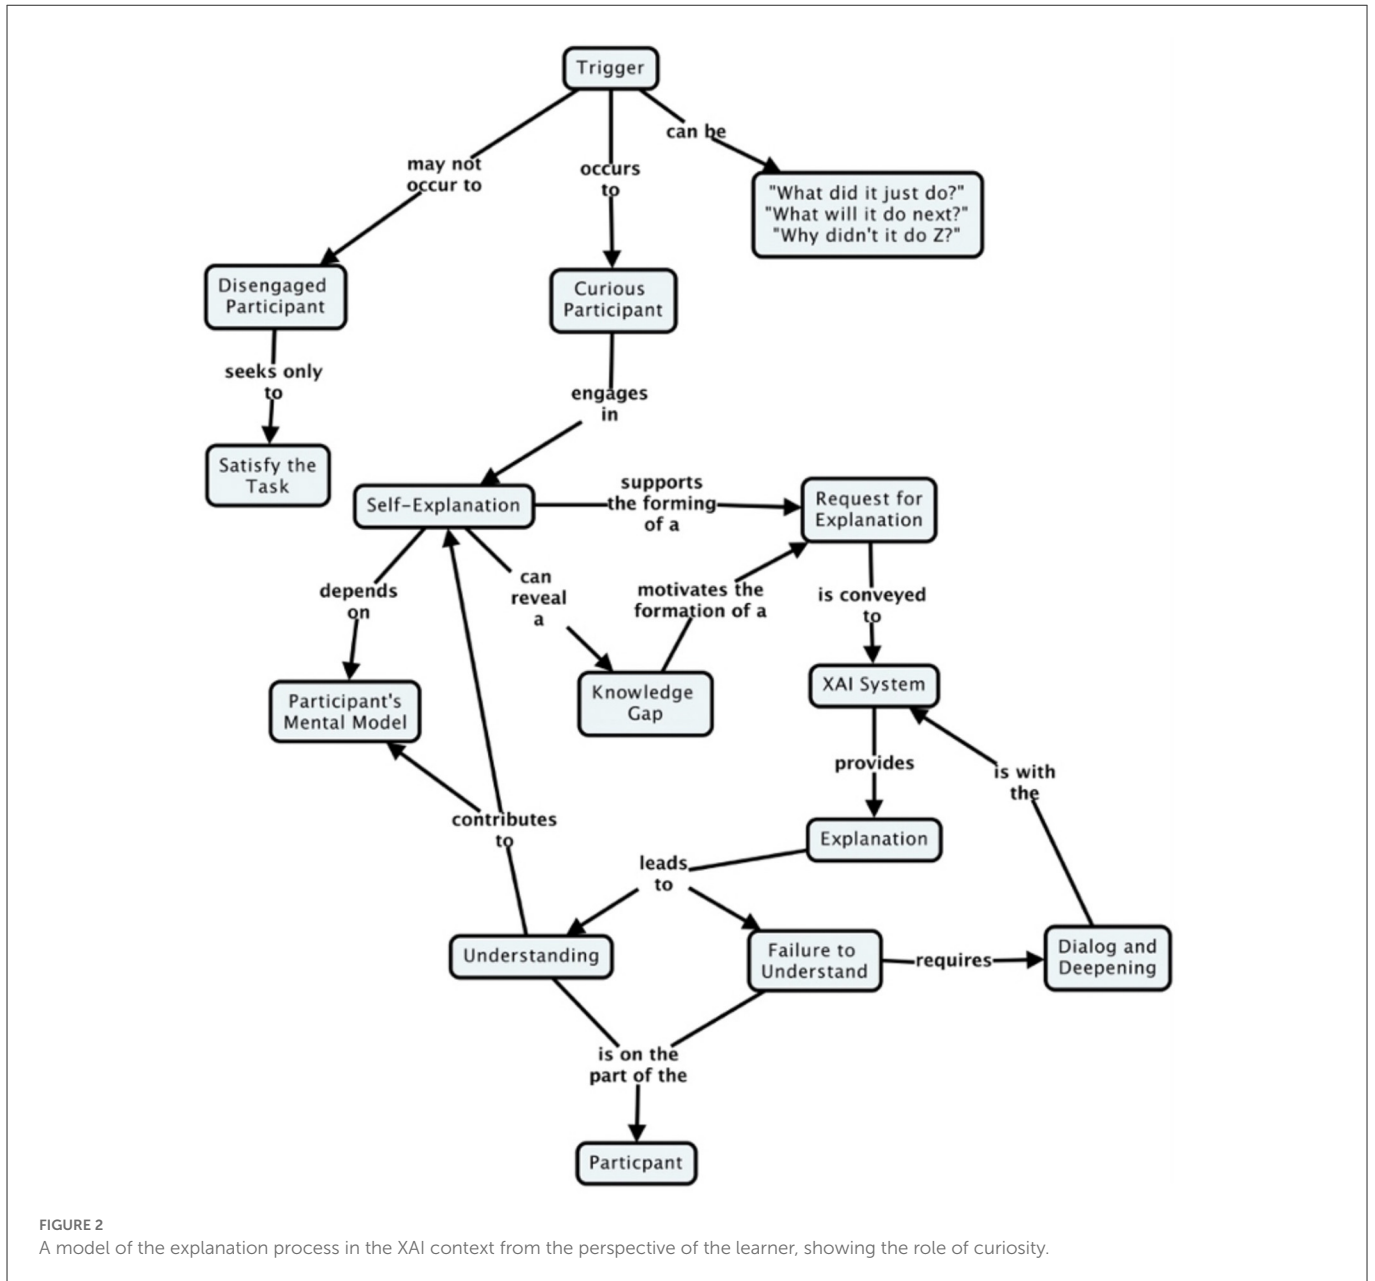 Trigger
can be
may not
occur to
occurs
to
"What did it just do?"
"What will it do next?"
"Why didn't it do Z?"
Disengaged
Participant
Curious
Participant
seeks only
to
engages
in
Satisfy the
Task
Self-Explanation
supports
the forming
of a
Request for
Explanation
depends
on
can
reveal
a
motivates the
formation of a
is conveyed
to
Participant's
Mental Model
Knowledge
Gap
XAI System
provides
is with
the
contributes
to
Explanation
leads
to
Understanding
Failure to
Understand
requires
Dialog and
Deepening
is on the
part of the
Particpant
FIGURE 2
A model of the explanation process in the XAI context from the perspective of the learner, showing the role of curiosity.